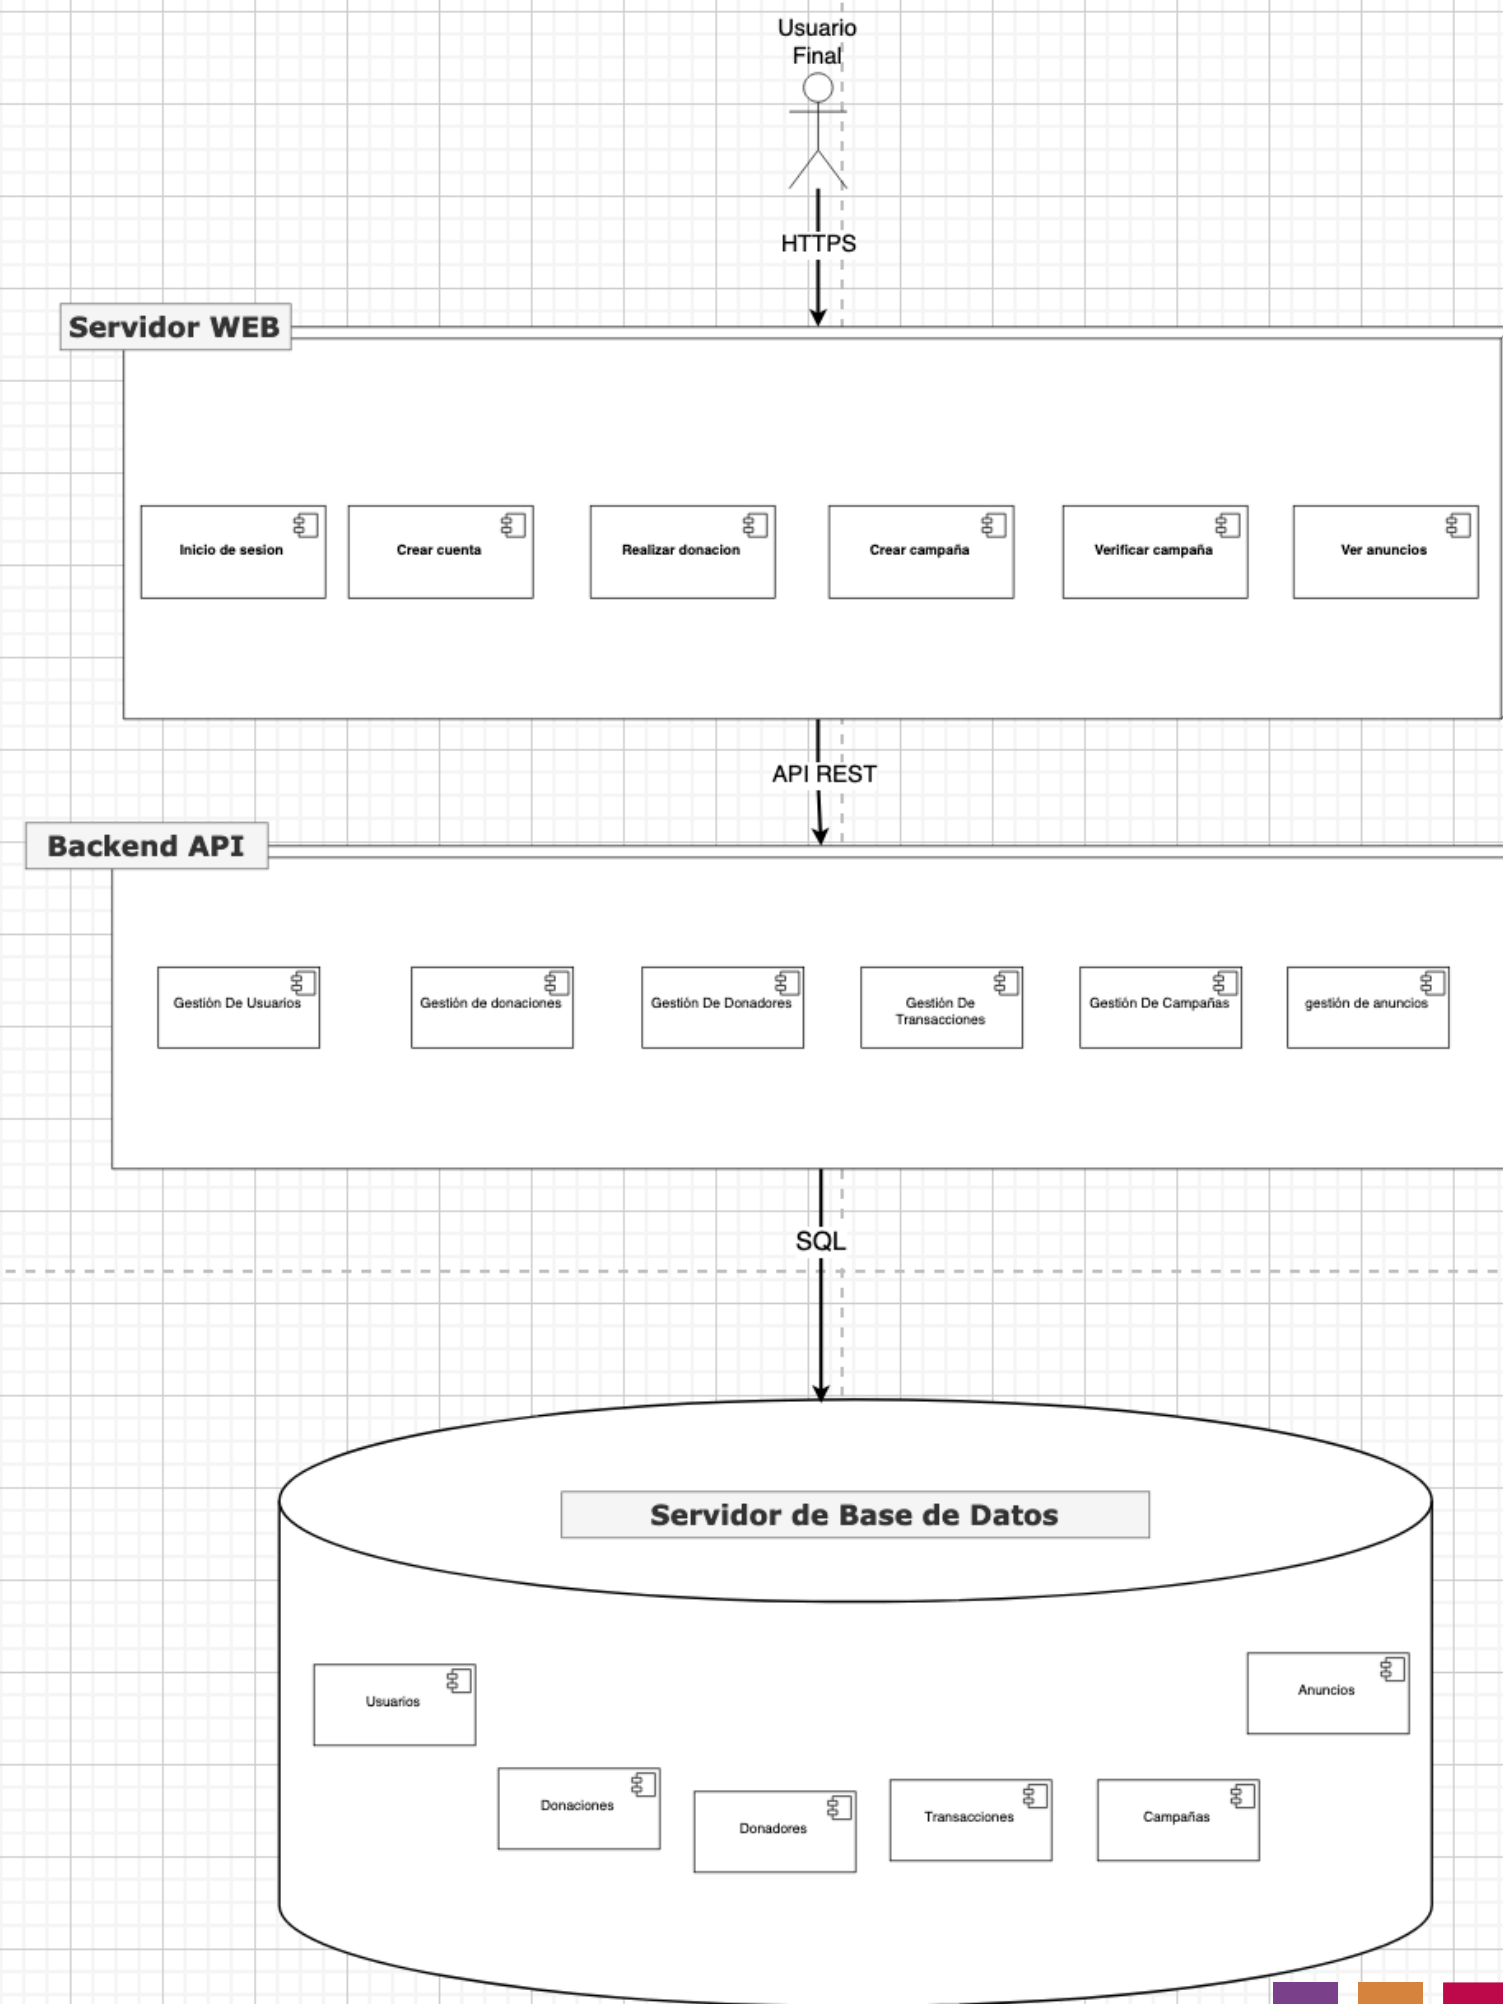 Usuario
Final
HTTPS
Servidor WEB
Inicio de sesion
Crear cuenta
Realizar donacion
Crear campaña
Verificar campaña
Ver anuncios
API REST
Backend API
Gestión De Usuarios
Gestión de donaciones
Gestión De Donadores
Gestión De
Transacciones
Gestión De Campañas
gestión de anuncios
SQL
Servidor de Base de Datos
Usuarios
Donaciones
Donadores
Transacciones
Campañas
Anuncios